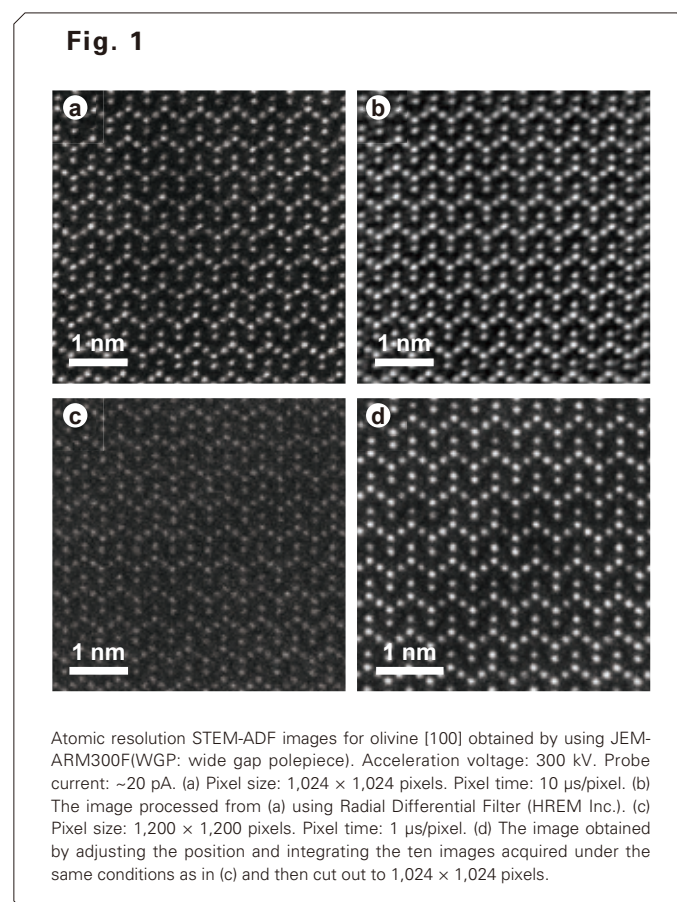 Fig. 1
a
b
1 nm
1 nm
c
d
1 nm
1 nm
Atomic resolution STEM-ADF images for olivine [100] obtained by using JEM-
ARM300F(WGP: wide gap polepiece). Acceleration voltage: 300 kV. Probe
current: ~20 pA. (a) Pixel size: 1,024 × 1,024 pixels. Pixel time: 10 µs/pixel. (b)
The image processed from (a) using Radial Differential Filter (HREM Inc.). (c)
Pixel size: 1,200 × 1,200 pixels. Pixel time: 1 µs/pixel. (d) The image obtained
by adjusting the position and integrating the ten images acquired under the
same conditions as in (c) and then cut out to 1,024 × 1,024 pixels.